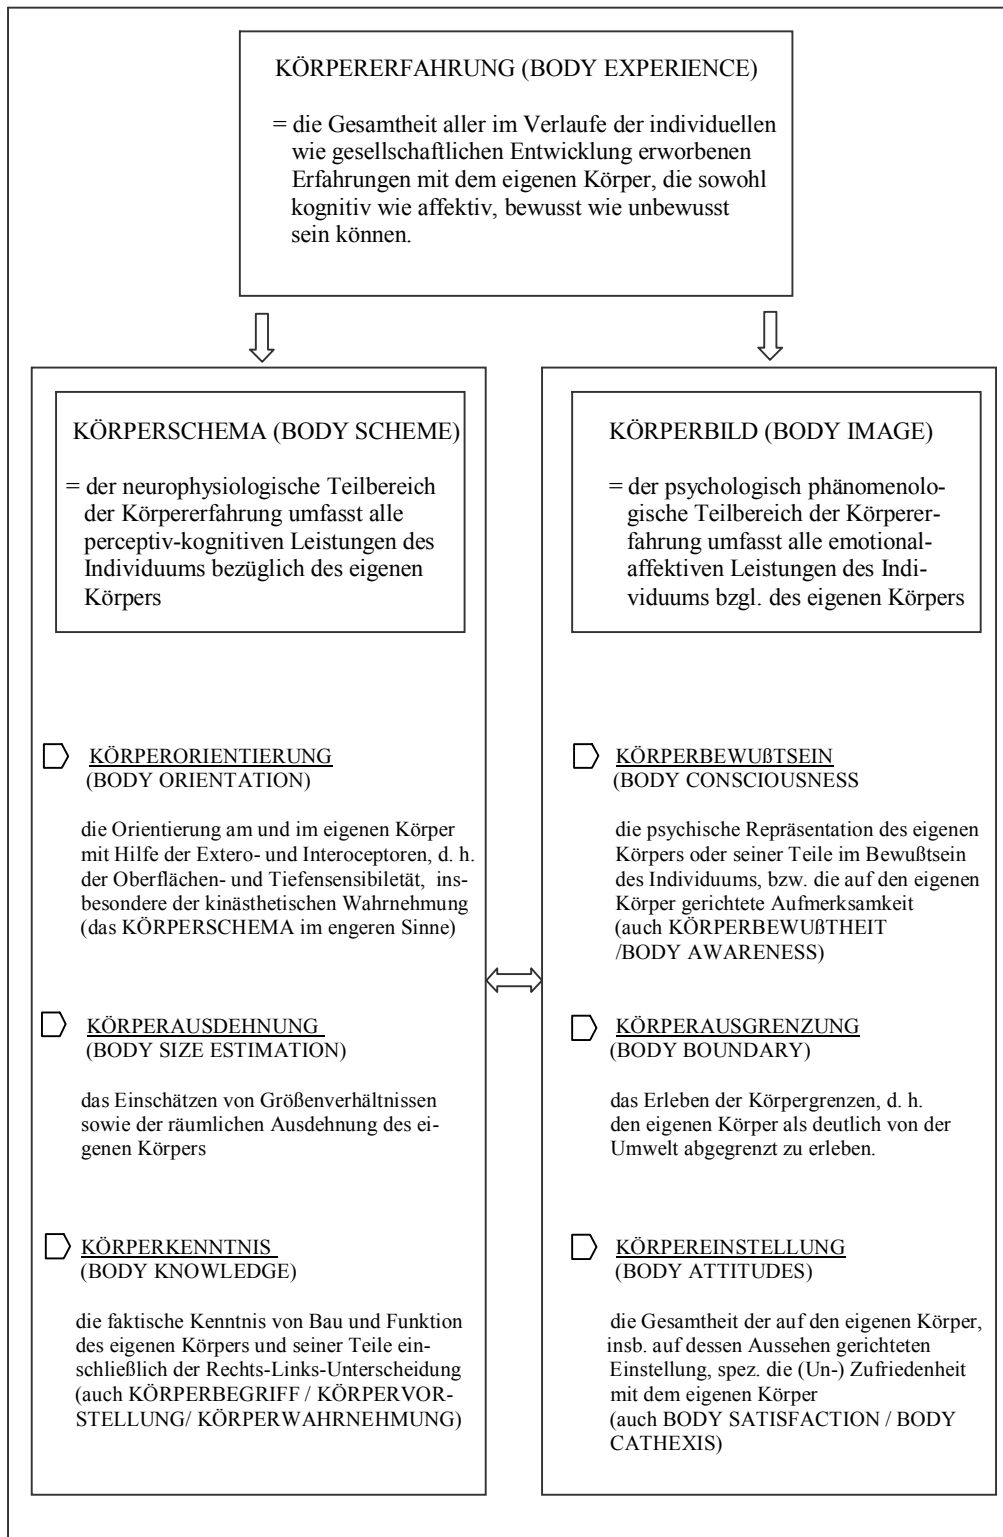 KÖRPERERFAHRUNG (BODY EXPERIENCE)
= die Gesamtheit aller im Verlaufe der individuellen
wie gesellschaftlichen Entwicklung erworbenen
Erfahrungen mit dem eigenen Körper, die sowohl
kognitiv wie affektiv, bewusst wie unbewusst
sein können.
KÖRPERSCHEMA (BODY SCHEME)
= der neurophysiologische Teilbereich
der Körpererfahrung umfasst alle
perceptiv-kognitiven Leistungen des
Individuums bezüglich des eigenen
Körpers
KÖRPERORIENTIERUNG
(BODY ORIENTATION)
die Orientierung am und im eigenen Körper
mit Hilfe der Extero- und Interoceptoren, d. h.
der Oberflächen- und Tiefensensibiletät, ins-
besondere der kinästhetischen Wahrnehmung
(das KÖRPERSCHEMA im engeren Sinne)
KÖRPERAUSDEHNUNG
(BODY SIZE ESTIMATION)
das Einschätzen von Größenverhältnissen
sowie der räumlichen Ausdehnung des ei-
genen Körpers
KÖRPERKENNTNIS
(BODY KNOWLEDGE)
die faktische Kenntnis von Bau und Funktion
des eigenen Körpers und seiner Teile ein-
schließlich der Rechts-Links-Unterscheidung
(auch KÖRPERBEGRIFF / KÖRPERVOR-
STELLUNG/ KÖRPERWAHRNEHMUNG)
KÖRPERBILD (BODY IMAGE)
= der psychologisch phänomenolo-
gische Teilbereich der Körperer-
fahrung umfasst alle emotional-
affektiven Leistungen des Indi-
viduums bzgl. des eigenen Körpers
KÖRPERBEWUßTSEIN
(BODY CONSCIOUSNESS
die psychische Repräsentation des eigenen
Körpers oder seiner Teile im Bewußtsein
des Individuums, bzw. die auf den eigenen
Körper gerichtete Aufmerksamkeit
(auch KÖRPERBEWUßTHEIT
/BODY AWARENESS)
KÖRPERAUSGRENZUNG
(BODY BOUNDARY)
das Erleben der Körpergrenzen, d. h.
den eigenen Körper als deutlich von der
Umwelt abgegrenzt zu erleben.
KÖRPEREINSTELLUNG
(BODY ATTITUDES)
die Gesamtheit der auf den eigenen Körper,
insb. auf dessen Aussehen gerichteten
Einstellung, spez. die (Un-) Zufriedenheit
mit dem eigenen Körper
(auch BODY SATISFACTION / BODY
CATHEXIS)